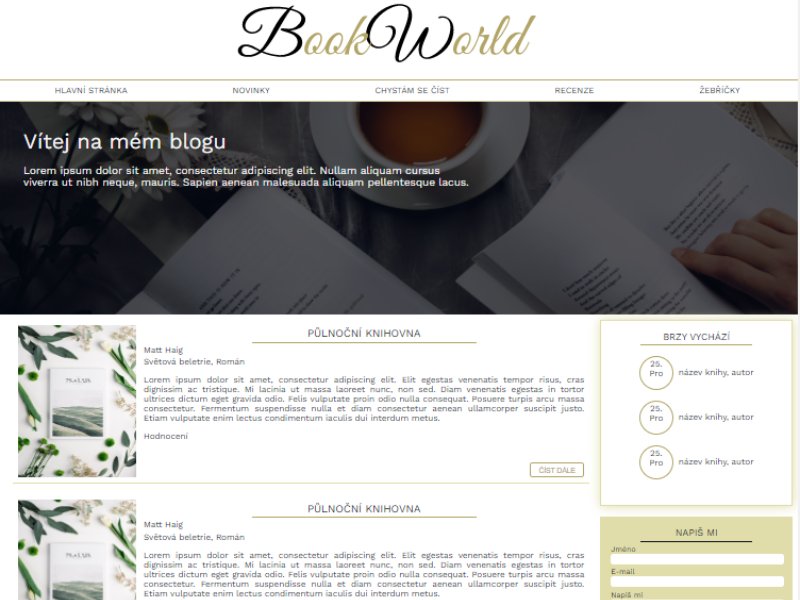 BookWorld
HLAVNÍ STRÁNKA NOVINKY CHYSTÁM SE ČÍST RECENZE ŽEBŘÍČKY
Vítej na mém blogu
Lorem ipsum dolor sit amet, consectetur adipiscing elit. Nullam aliquam cursus
viverra ut nibh neque, mauris. Sapien aenean malesuada aliquam pellentesque lacus.
PŮLNOČNÍ KNIHOVNA
Matt Haig
Světová beletrie, Román
Lorem ipsum dolor sit amet, consectetur adipiscing elit. Elit egestas venenatis tempor risus, cras
dignissim ac tristique. Mi lacinia ut massa laoreet nunc, non sed. Diam venenatis egestas in tortor
ultrices dictum eget gravida odio. Felis vulputate proin odio nulla consequat. Posuere turpis arcu massa
consectetur. Fermentum suspendisse nulla et diam consectetur aenean ullamcorper suscipit justo.
Etiam vulputate enim lectus condimentum iaculis dui interdum metus.
Hodnocení
ČÍST DÁLE
PŮLNOČNÍ KNIHOVNA
Matt Haig
Světová beletrie, Román
Lorem ipsum dolor sit amet, consectetur adipiscing elit. Elit egestas venenatis tempor risus, cras
dignissim ac tristique. Mi lacinia ut massa laoreet nunc, non sed. Diam venenatis egestas in tortor
ultrices dictum eget gravida odio. Felis vulputate proin odio nulla consequat. Posuere turpis arcu massa
consectetur. Fermentum suspendisse nulla et diam consectetur aenean ullamcorper suscipit justo.
BRZY VYCHÁZÍ
25.
Pro
název knihy, autor
25.
Pro
název knihy, autor
25.
Pro
název knihy, autor
NAPIŠ MI
Jméno
E-mail
Napiš mi